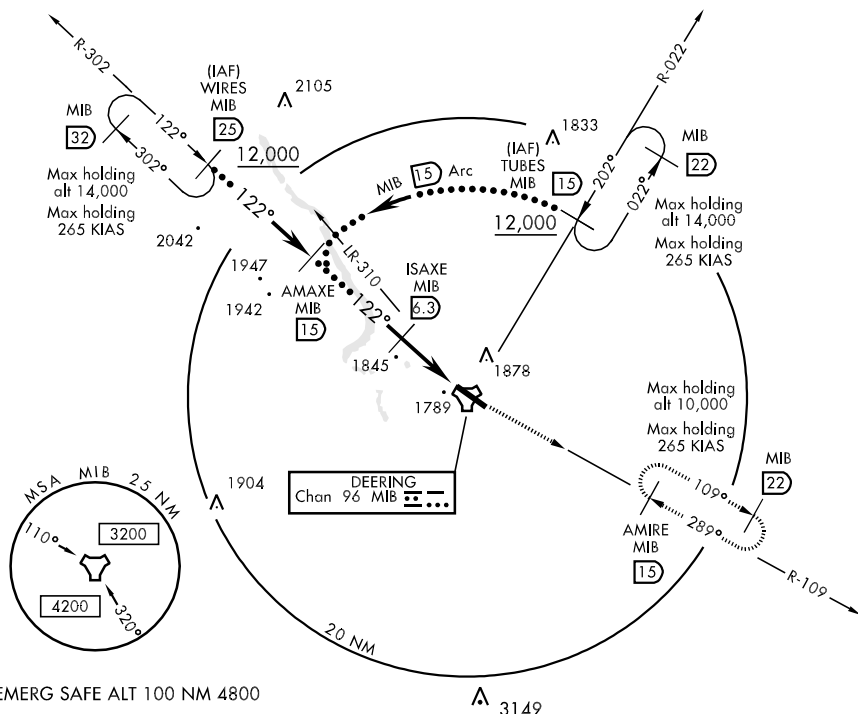 R-302
(IAF)
WIRES
MIB
25
12,000
MIB
32
122°
302°
Max holding
alt 14,000
Max holding
265 KIAS
2105
R-022
1833
(IAF)
TUBES
MIB
15
12,000
MIB
22
202°
022°
Max holding
alt 14,000
Max holding
265 KIAS
MIB 15 Arc
122°
2042
1947
1942
AMAXE
MIB
15
LR-310
122°
ISAXE
MIB
6.3
1845
1878
1789
Max holding
alt 10,000
Max holding
265 KIAS
DEERING
Chan 96 MIB
1904
109°
289°
MIB
22
AMIRE
MIB
15
R-109
MSA MIB 25 NM
110°
3200
4200
320°
20 NM
EMERG SAFE ALT 100 NM 4800
3149